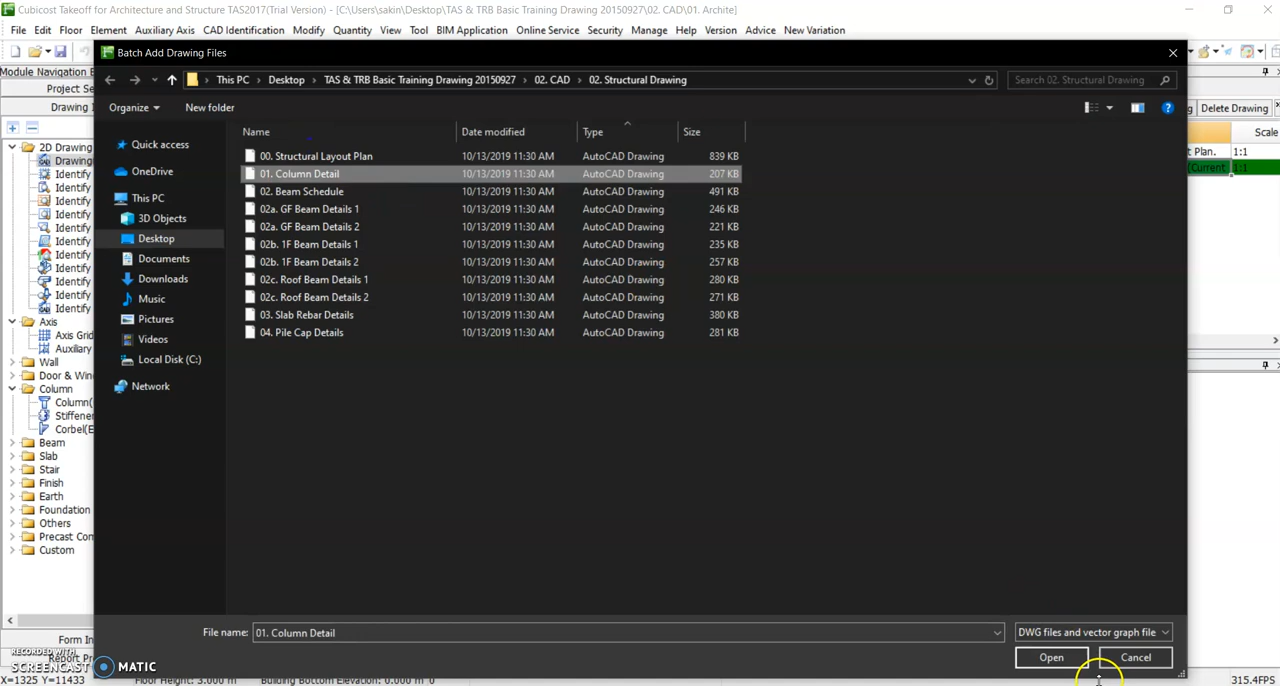 Cubicost Takeoff for Architecture and Structure TAS2017(Trial Version) - [C:\Users\sakin\Desktop\TAS & TRB Basic Training Drawing 20150927\02. CAD\01. Archite]
File Edit Floor Element Auxiliary Axis CAD Identification Modify Quantity View Tool BIM Application Online Service Security Manage Help Version Advice New Variation
Batch Add Drawing Files
Module Navigation
Project Se
Drawing I
This PC > Desktop > TAS & TRB Basic Training Drawing 20150927 > 02. CAD > 02. Structural Drawing
Search 02. Structural Drawing
Organize
New folder
Delete Drawing
Scale
t Plan. 1:1
(Current 1:1
Quick access
OneDrive
This PC
3D Objects
Desktop
Documents
Downloads
Music
Pictures
Videos
Local Disk (C:)
Network
Name Date modified Type Size
00. Structural Layout Plan 10/13/2019 11:30 AM AutoCAD Drawing 839 KB
01. Column Detail 10/13/2019 11:30 AM AutoCAD Drawing 207 KB
02. Beam Schedule 10/13/2019 11:30 AM AutoCAD Drawing 491 KB
02a. GF Beam Details 1 10/13/2019 11:30 AM AutoCAD Drawing 246 KB
02a. GF Beam Details 2 10/13/2019 11:30 AM AutoCAD Drawing 221 KB
02b. 1F Beam Details 1 10/13/2019 11:30 AM AutoCAD Drawing 235 KB
02b. 1F Beam Details 2 10/13/2019 11:30 AM AutoCAD Drawing 257 KB
02c. Roof Beam Details 1 10/13/2019 11:30 AM AutoCAD Drawing 280 KB
02c. Roof Beam Details 2 10/13/2019 11:30 AM AutoCAD Drawing 271 KB
03. Slab Rebar Details 10/13/2019 11:30 AM AutoCAD Drawing 380 KB
04. Pile Cap Details 10/13/2019 11:30 AM AutoCAD Drawing 281 KB
2D Drawing
Drawing
Identify
Identify
Identify
Identify
Identify
Identify
Identify
Identify
Identify
Identify
Identify
Axis
Axis Grid
Auxiliary
Wall
Door & Win
Column
Column(
Stiffene
Corbel(E
Beam
Slab
Stair
Finish
Earth
Foundation
Others
Precast Com
Custom
File name: 01. Column Detail
DWG files and vector graph file
Open
Cancel
Form In
Report Pr
RECORDED WITH
SCREENCAST MATIC
X=1325 Y=11433 Floor Height: 3.000 m Building Bottom Elevation: 0.000 m 0
315.4FPS